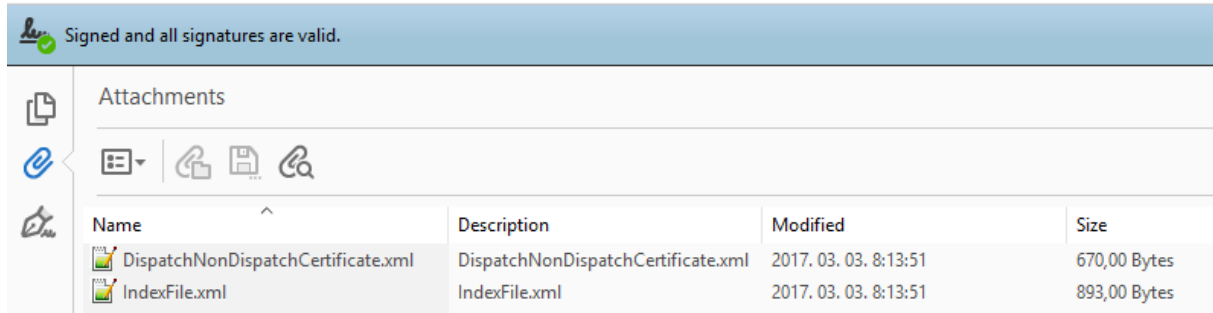 Signed and all signatures are valid.
Attachments
Name Description Modified Size
DispatchNonDispatchCertificate.xml DispatchNonDispatchCertificate.xml 2017. 03. 03. 8:13:51 670,00 Bytes
IndexFile.xml IndexFile.xml 2017. 03. 03. 8:13:51 893,00 Bytes